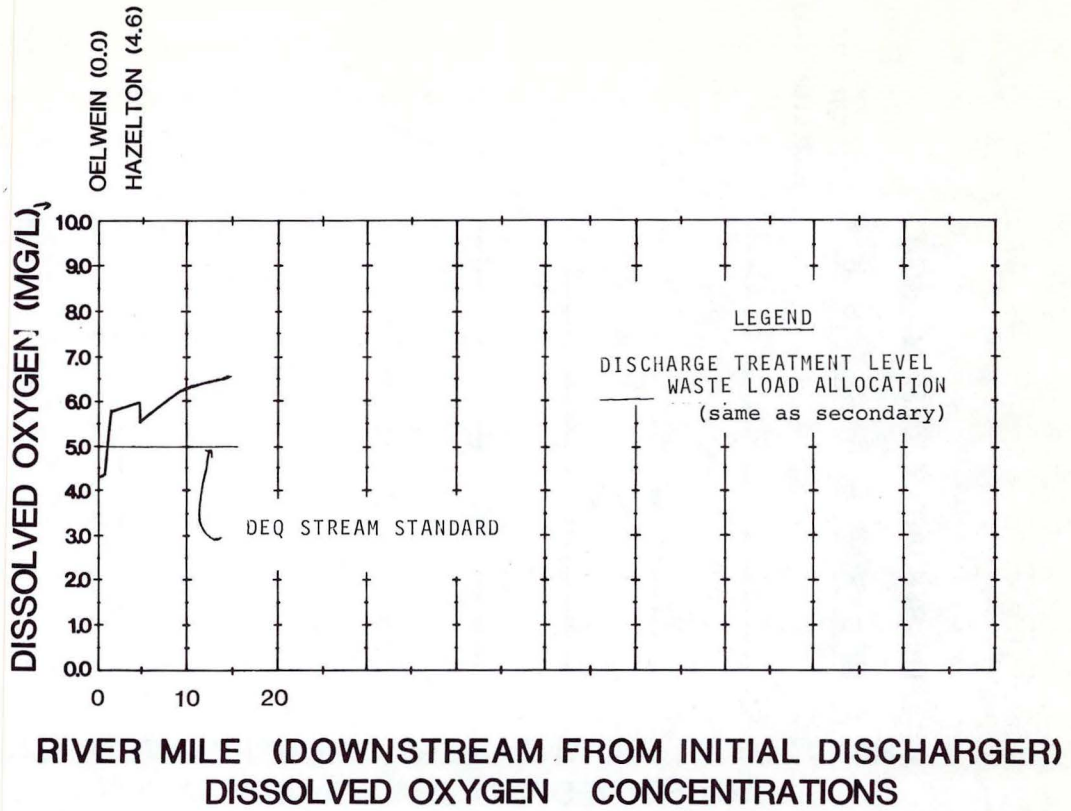 OELWEIN (0.0)
HAZELTON (4.6)
DISSOLVED OXYGEN (MG/L)
10.0
9.0
8.0
7.0
6.0
5.0
4.0
3.0
2.0
1.0
0.0
LEGEND
DISCHARGE TREATMENT LEVEL
WASTE LOAD ALLOCATION
(same as secondary)
DEQ STREAM STANDARD
0 10 20
RIVER MILE (DOWNSTREAM FROM INITIAL DISCHARGER)
DISSOLVED OXYGEN CONCENTRATIONS